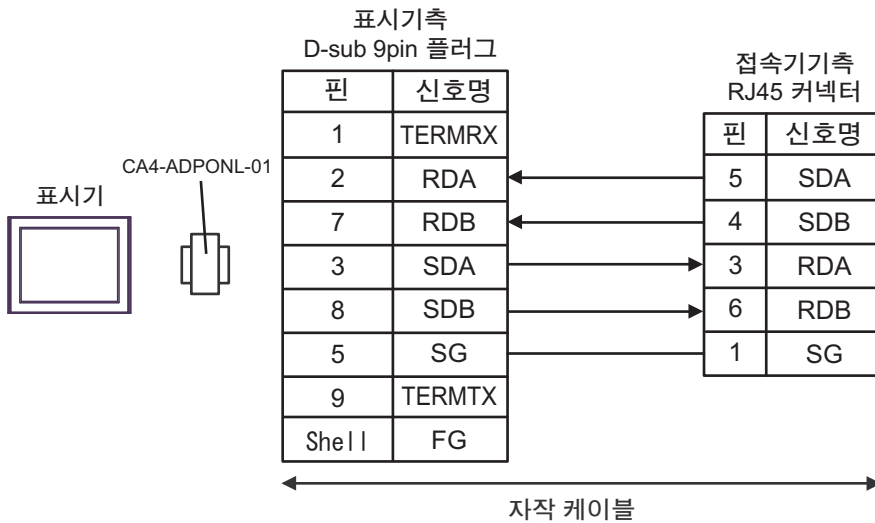 표시기측
D-sub 9pin 플러그
접속기기측
RJ45 커넥터
핀 신호명
핀 신호명
1 TERMRX
CA4-ADPONL-01
표시기
2 RDA
5 SDA
7 RDB
4 SDB
3 SDA
3 RDA
8 SDB
6 RDB
5 SG
1 SG
9 TERMTX
Shell FG
자작 케이블